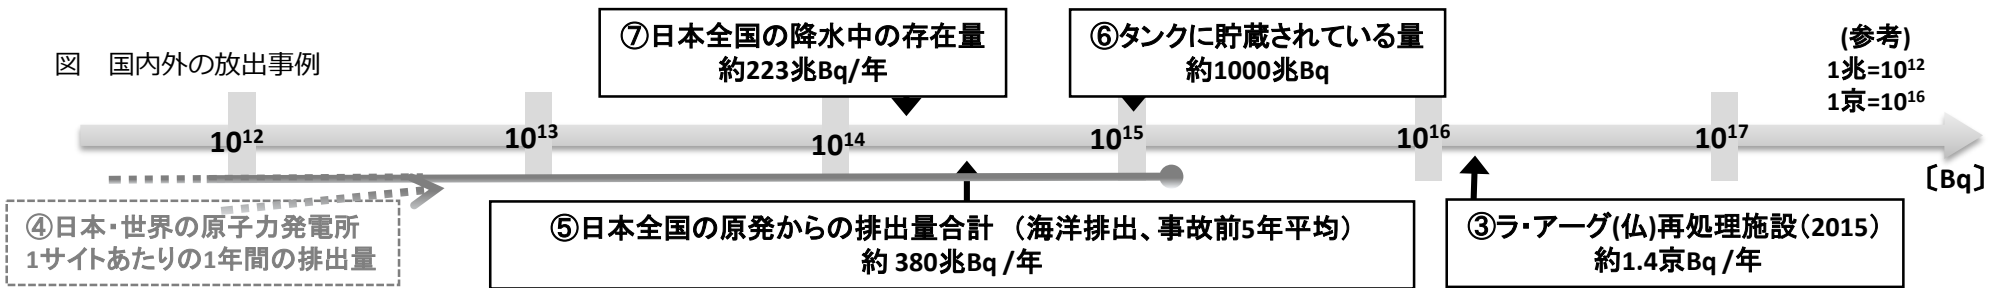 図　国内外の放出事例
⑦日本全国の降水中の存在量
約223兆Bq/年
⑥タンクに貯蔵されている量
約1000兆Bq
(参考)
1兆=10¹²
1京=10¹⁶
10¹²
10¹³
10¹⁴
10¹⁵
10¹⁶
10¹⁷
〔Bq〕
④日本・世界の原子力発電所
1サイトあたりの1年間の排出量
⑤日本全国の原発からの排出量合計 （海洋排出、事故前5年平均）
約 380兆Bq /年
③ラ・アーグ(仏)再処理施設（2015）
約1.4京Bq /年